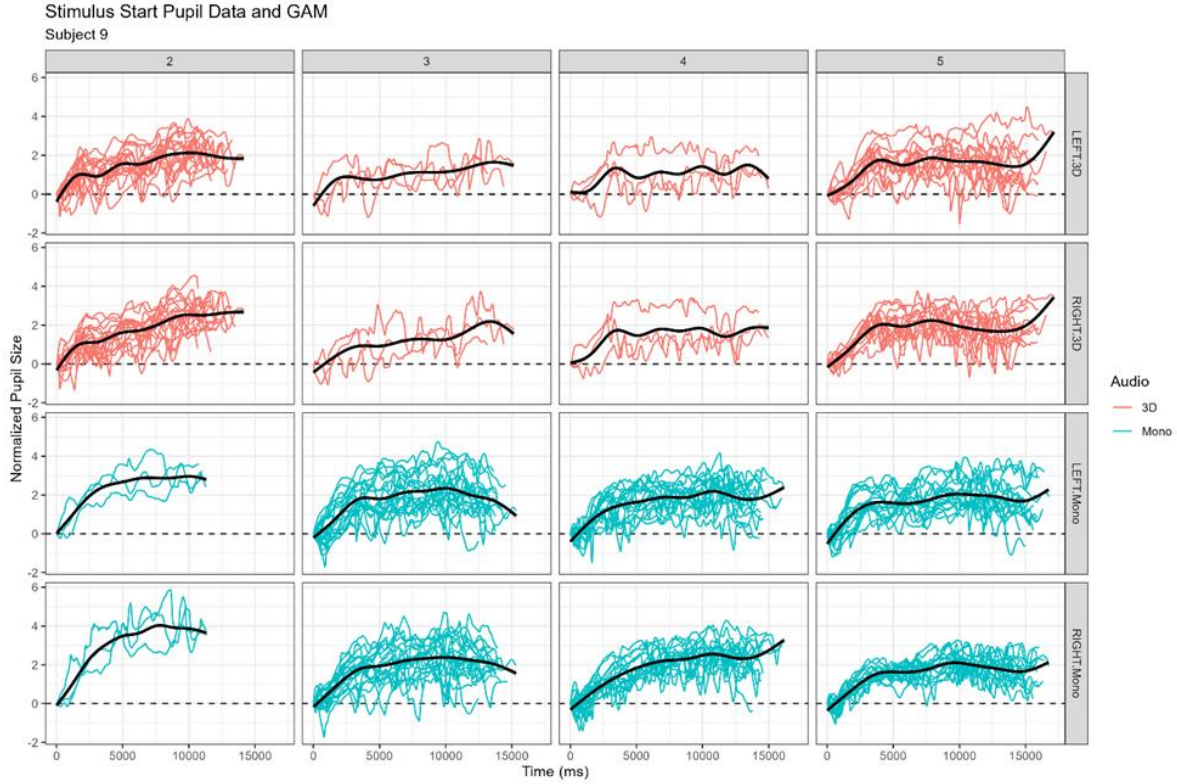 Stimulus Start Pupil Data and GAM
Subject 9
2 3 4 5
6
4
2
0
-2
LEFT.3D
6
4
2
0
-2
RIGHT.3D
6
4
2
0
-2
LEFT.Mono
6
4
2
0
-2
RIGHT.Mono
Normalized Pupil Size
0 5000 10000 15000 0 5000 10000 15000 0 5000 10000 15000 0 5000 10000 15000
Time (ms)
Audio
3D
Mono